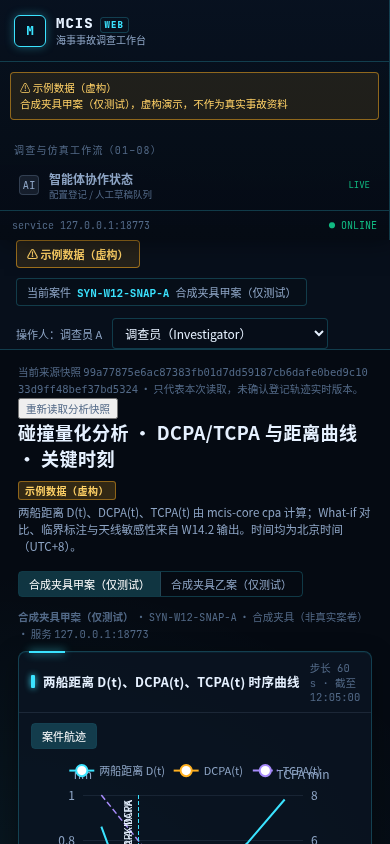 M
MCIS WEB
海事事故调查工作台
⚠ 示例数据（虚构）
合成夹具甲案（仅测试），虚构演示，不作为真实事故资料
调查与仿真工作流（01–08）
AI
智能体协作状态
配置登记 / 人工草稿队列
LIVE
service 127.0.0.1:18773
ONLINE
⚠ 示例数据（虚构）
当前案件 SYN-W12-SNAP-A 合成夹具甲案（仅测试）
操作人：调查员 A
调查员（Investigator）
当前来源快照 99a77875e6ac87383fb01d7dd59187cb6dafe0bed9c10
33d9ff48bef37bd5324 · 只代表本次读取，未确认登记轨迹实时版本。
重新读取分析快照
碰撞量化分析 · DCPA/TCPA 与距离曲线
· 关键时刻
示例数据（虚构）
两船距离 D(t)、DCPA(t)、TCPA(t) 由 mcis-core cpa 计算；What-if 对
比、临界标注与天线敏感性来自 W14.2 输出。时间均为北京时间
（UTC+8）。
合成夹具甲案（仅测试）
合成夹具乙案（仅测试）
合成夹具甲案（仅测试） · SYN-W12-SNAP-A · 合成夹具（非真实案卷）
· 服务 127.0.0.1:18773
两船距离 D(t)、DCPA(t)、TCPA(t) 时序曲线
步长 60
s · 截至
12:05:00
案件航迹
两船距离 D(t)
DCPA(t)
TCPA(t)
nm
TCPA min
1
8
0.8
6